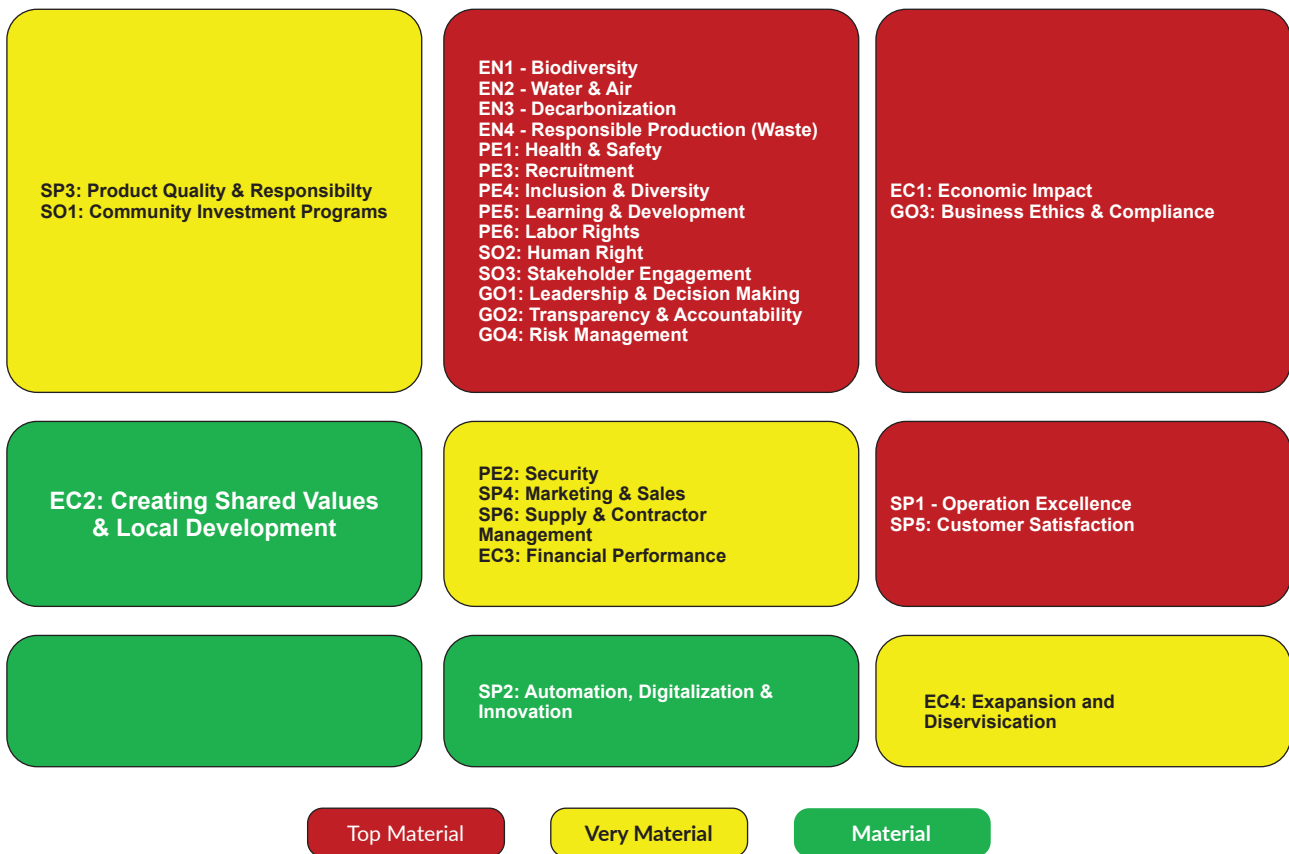 SP3: Product Quality & Responsibilty
SO1: Community Investment Programs
EN1 - Biodiversity
EN2 - Water & Air
EN3 - Decarbonization
EN4 - Responsible Production (Waste)
PE1: Health & Safety
PE3: Recruitment
PE4: Inclusion & Diversity
PE5: Learning & Development
PE6: Labor Rights
SO2: Human Right
SO3: Stakeholder Engagement
GO1: Leadership & Decision Making
GO2: Transparency & Accountability
GO4: Risk Management
EC1: Economic Impact
GO3: Business Ethics & Compliance
EC2: Creating Shared Values
& Local Development
PE2: Security
SP4: Marketing & Sales
SP6: Supply & Contractor
Management
EC3: Financial Performance
SP1 - Operation Excellence
SP5: Customer Satisfaction
SP2: Automation, Digitalization &
Innovation
EC4: Exapansion and
Diservisication
Top Material
Very Material
Material